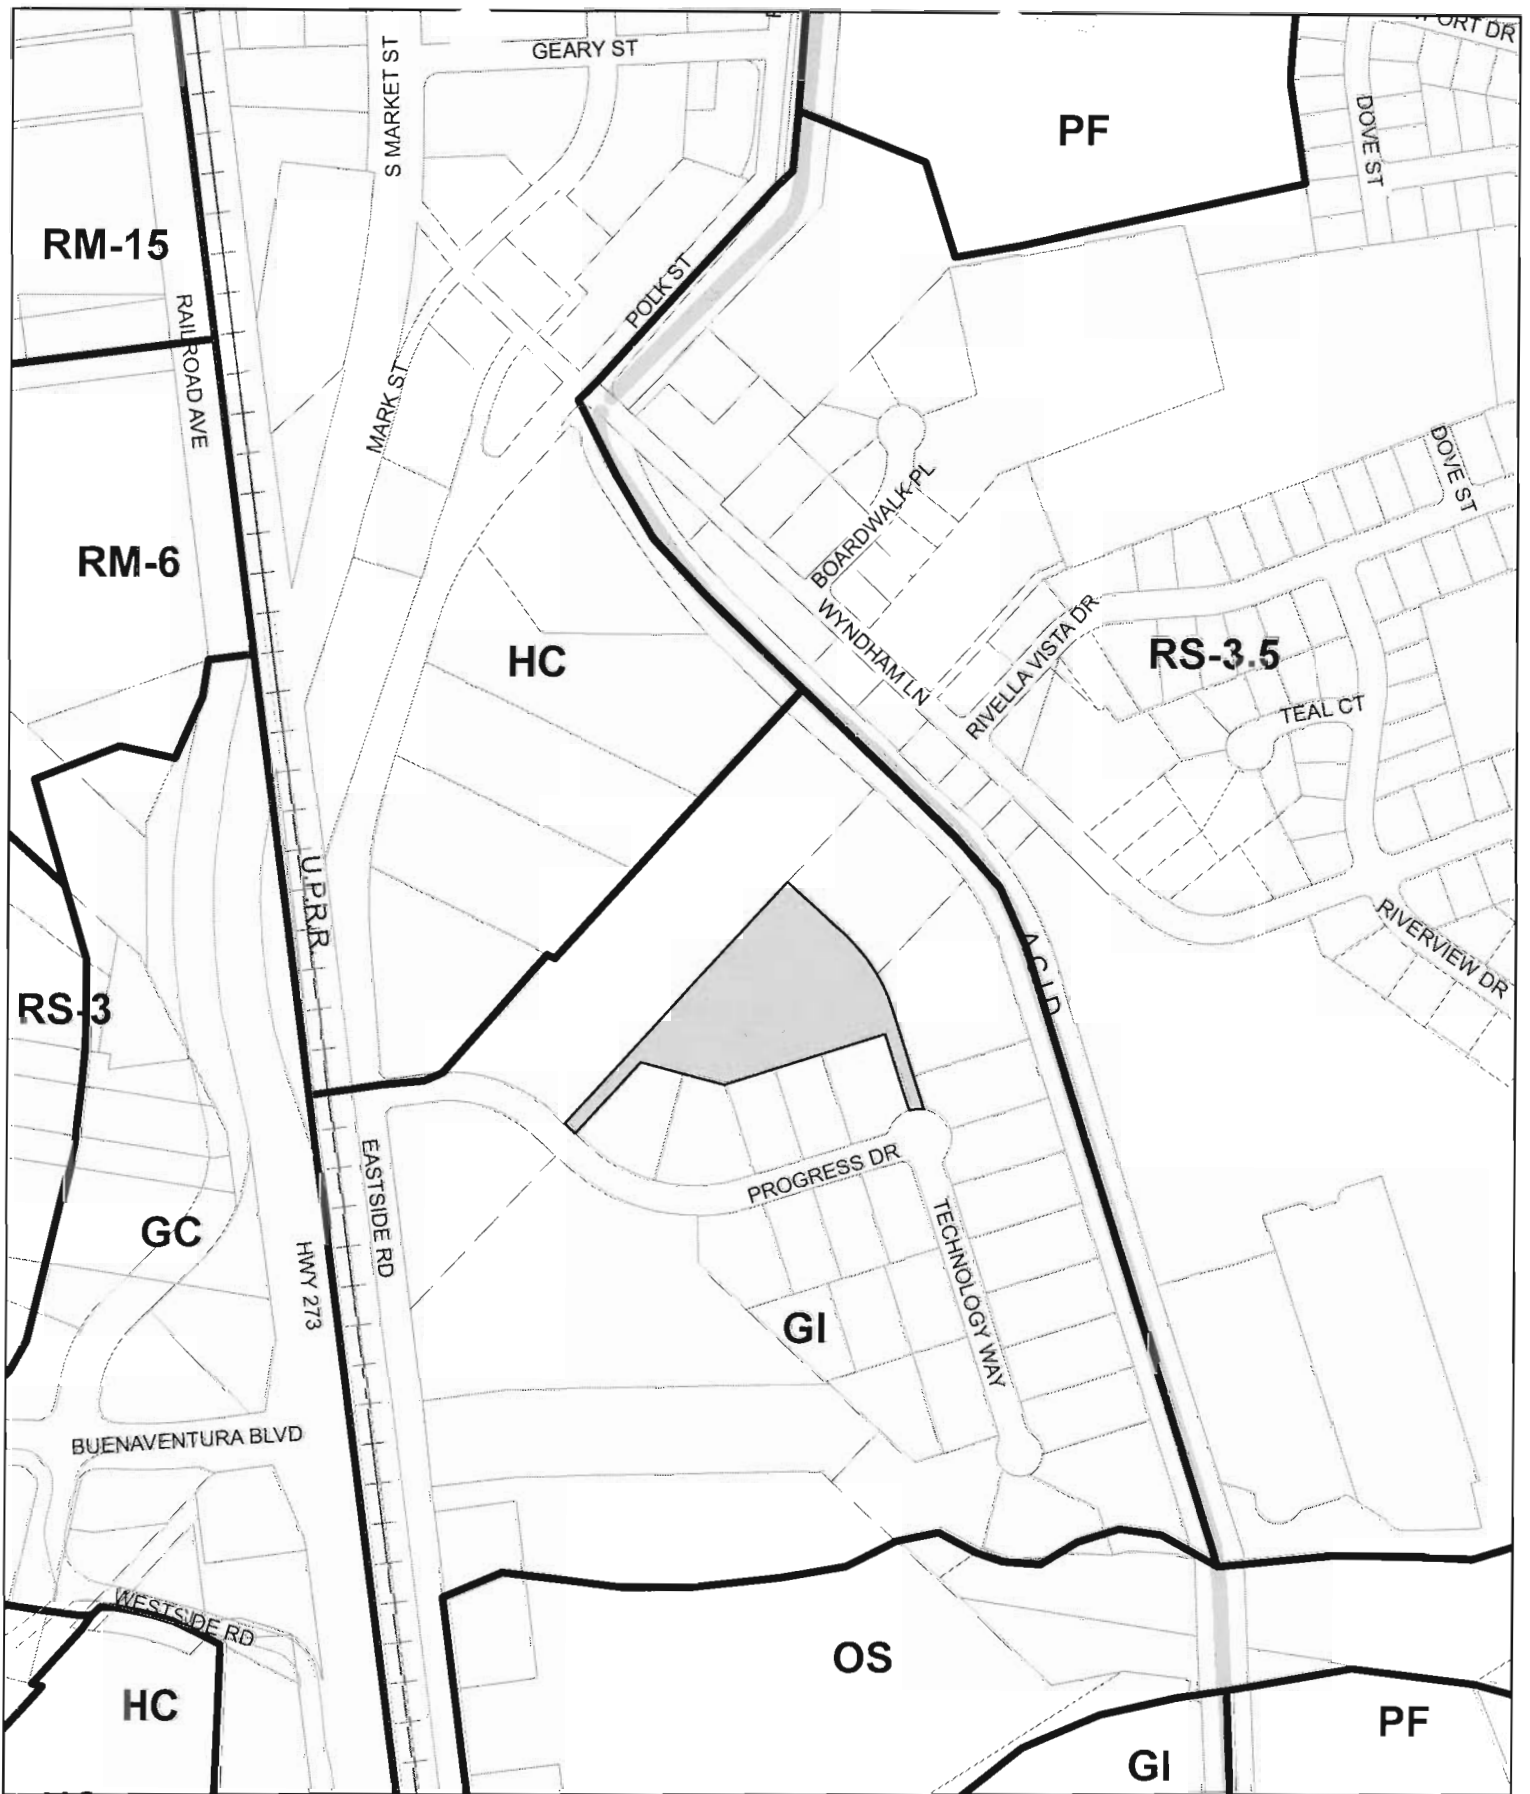 GEARY ST
S MARKET ST
PF
DOVE ST
RM-15
RAILROAD AVE
POLK ST
MARK ST
DOVE ST
BOARDWALK PL
RM-6
WYNDHAM LN
RIVELLA VISTA DR
RS-3.5
HC
TEAL CT
U.P.R.R.
RIVERVIEW DR
A.C.I.D.
RS-3
EASTSIDE RD
PROGRESS DR
TECHNOLOGY WAY
GC
HWY 273
GI
BUENAVENTURA BLVD
WESTSIDE RD
OS
HC
PF
GI